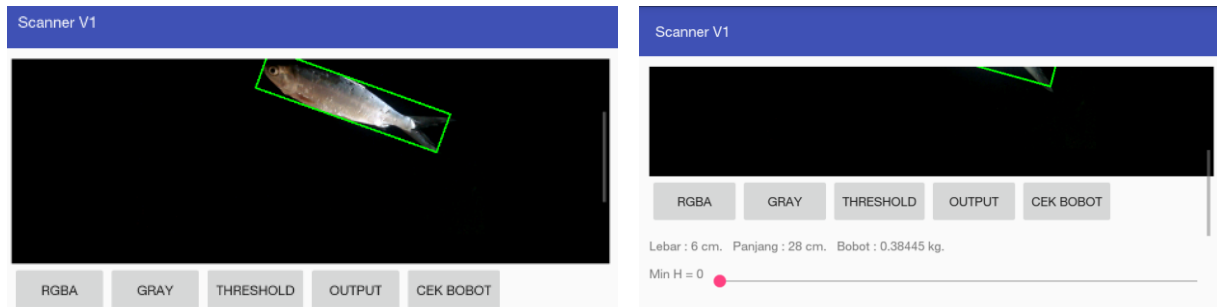 Scanner V1
RGBA GRAY THRESHOLD OUTPUT CEK BOBOT
Scanner V1
RGBA GRAY THRESHOLD OUTPUT CEK BOBOT
Lebar : 6 cm. Panjang : 28 cm. Bobot : 0.38445 kg.
Min H = 0